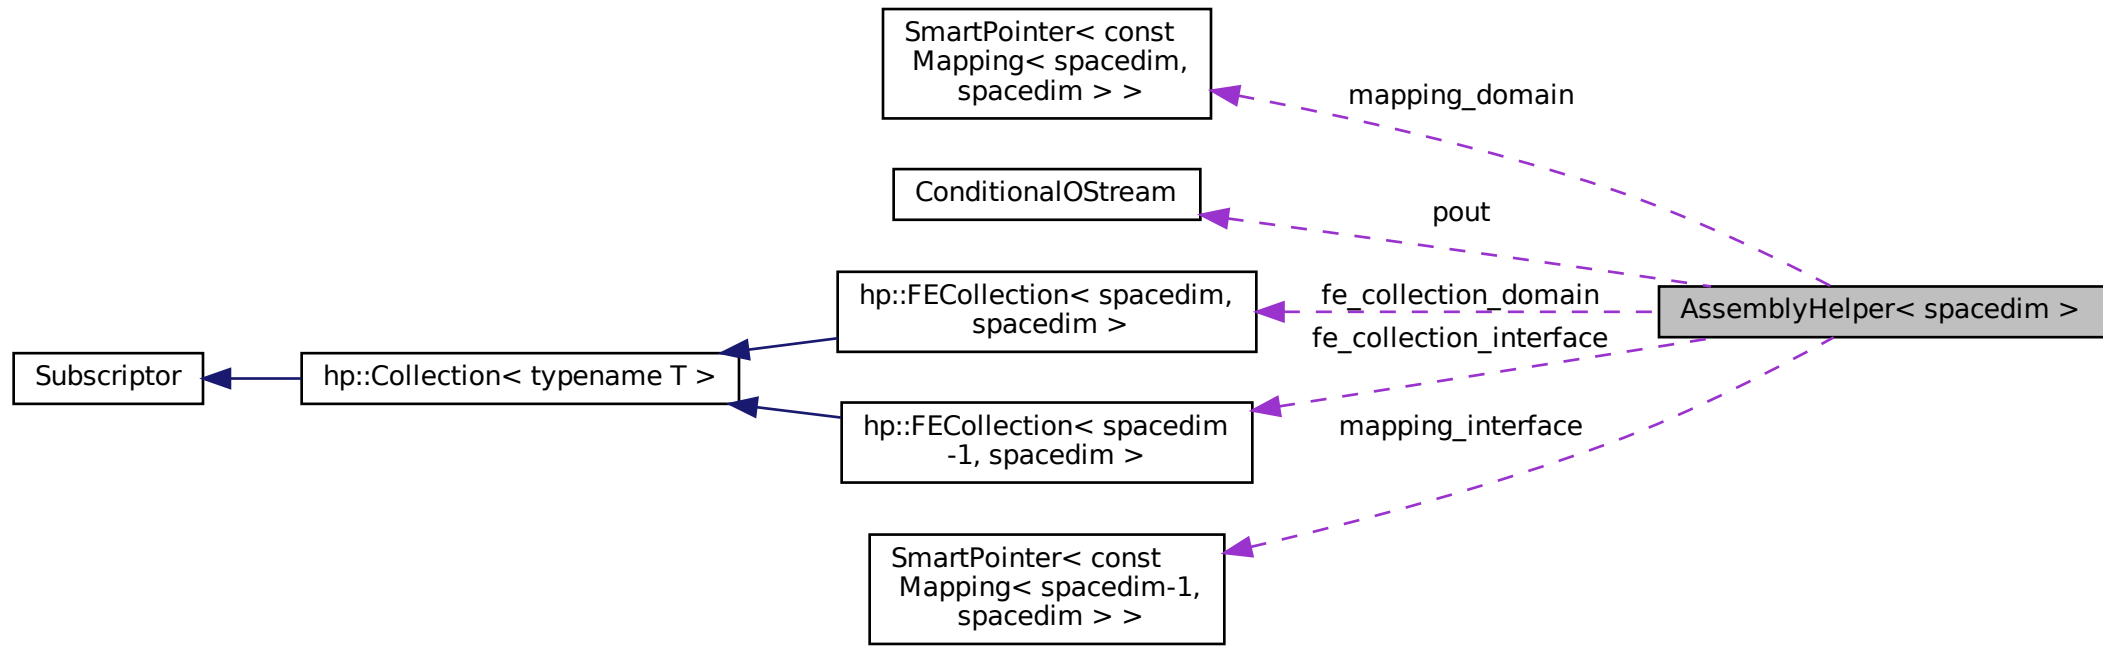 SmartPointer< const
Mapping< spacedim,
spacedim > >
mapping_domain
ConditionalOStream
pout
hp::FECollection< spacedim,
spacedim >
fe_collection_domain
AssemblyHelper< spacedim >
fe_collection_interface
Subscriptor
hp::Collection< typename T >
hp::FECollection< spacedim
-1, spacedim >
mapping_interface
SmartPointer< const
Mapping< spacedim-1,
spacedim > >